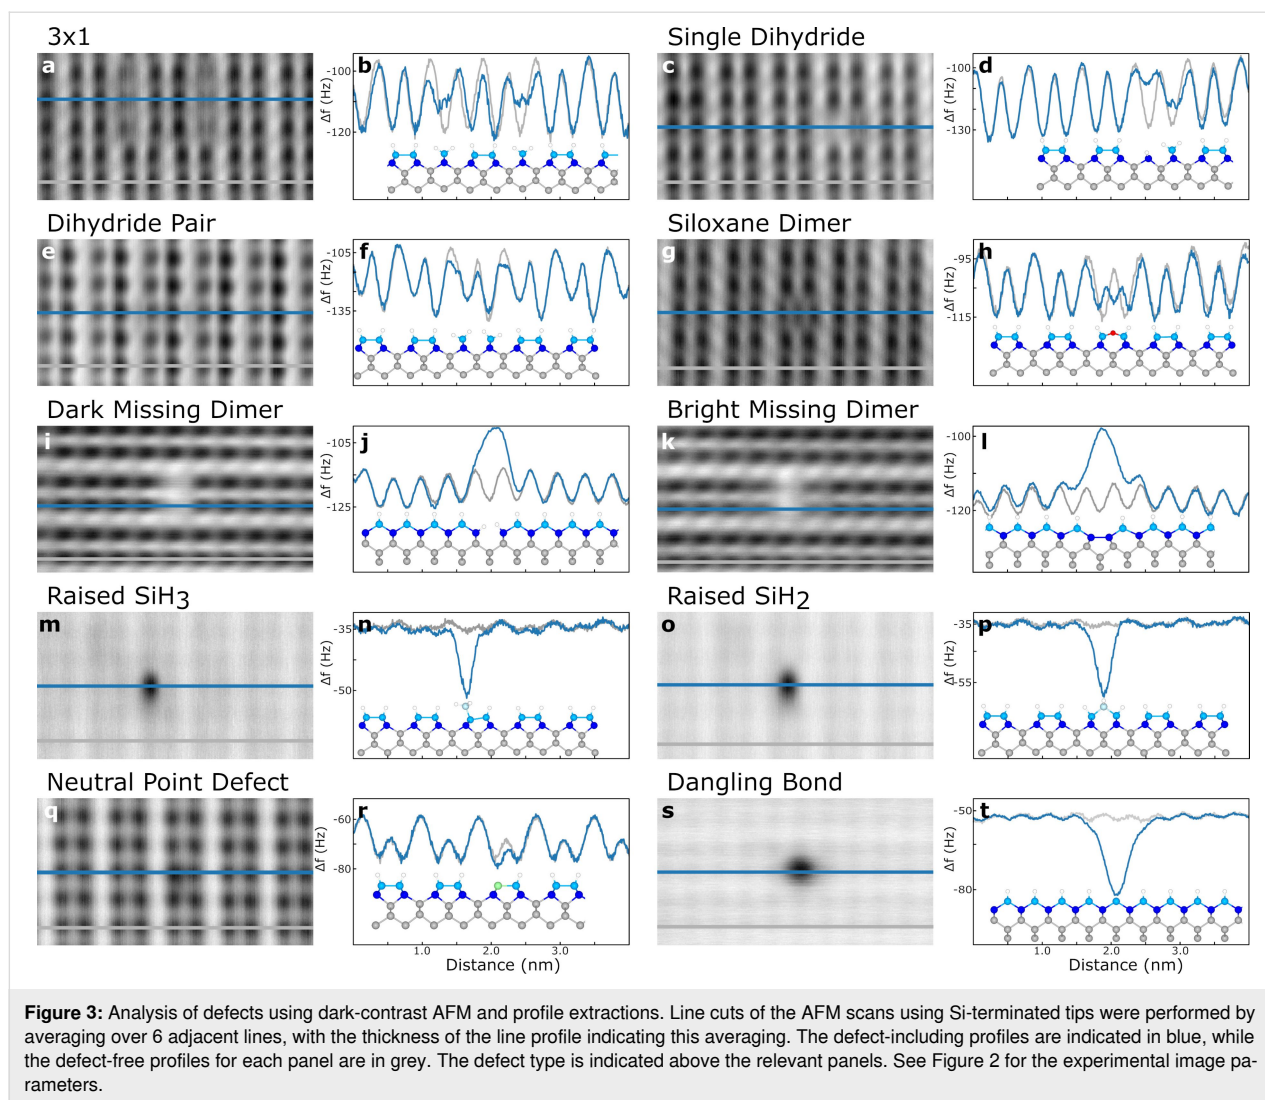 3x1
Single Dihydride
a
b
Δf (Hz)
-100
-120
c
d
Δf (Hz)
-100
-130
Dihydride Pair
Siloxane Dimer
e
f
Δf (Hz)
-105
-135
g
h
Δf (Hz)
-95
-115
Dark Missing Dimer
Bright Missing Dimer
i
j
Δf (Hz)
-105
-125
k
l
Δf (Hz)
-100
-120
Raised SiH3
Raised SiH2
m
n
Δf (Hz)
-35
-50
o
p
Δf (Hz)
-35
-55
Neutral Point Defect
Dangling Bond
q
r
Δf (Hz)
-60
-80
1.0 2.0 3.0
Distance (nm)
s
t
Δf (Hz)
-50
-80
1.0 2.0 3.0
Distance (nm)
Figure 3: Analysis of defects using dark-contrast AFM and profile extractions. Line cuts of the AFM scans using Si-terminated tips were performed by
averaging over 6 adjacent lines, with the thickness of the line profile indicating this averaging. The defect-including profiles are indicated in blue, while
the defect-free profiles for each panel are in grey. The defect type is indicated above the relevant panels. See Figure 2 for the experimental image pa-
rameters.